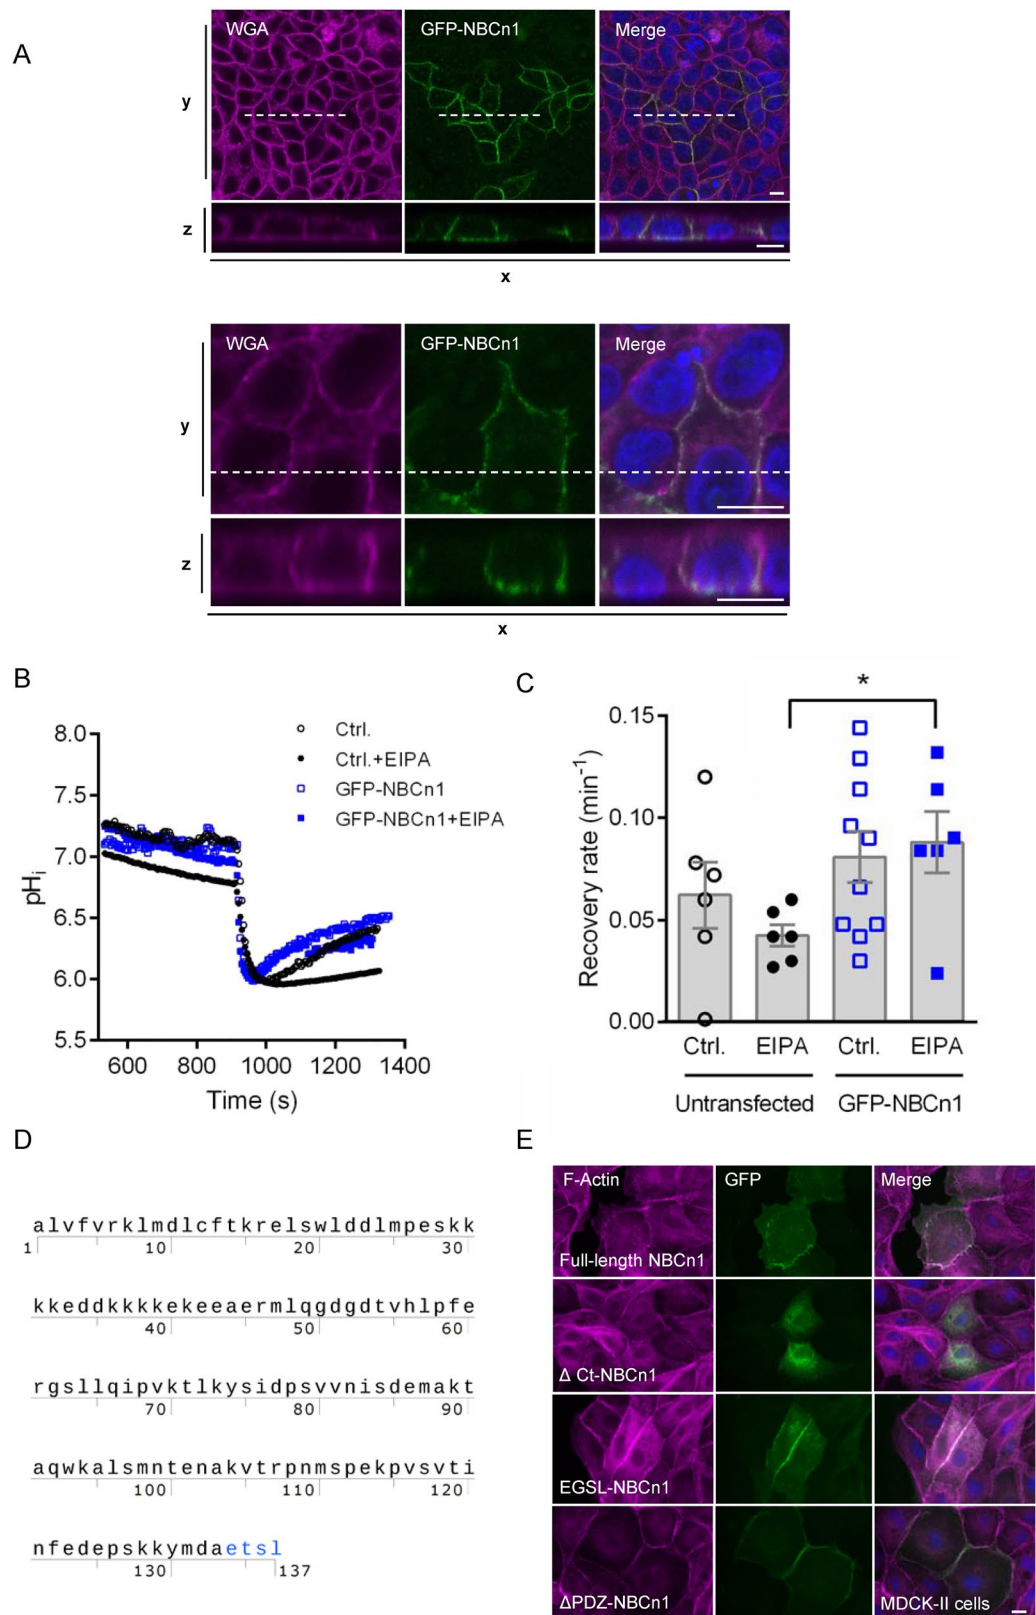 A
WGA GFP-NBCn1 Merge
y
z
x
WGA GFP-NBCn1 Merge
y
z
x
B
8.0
7.5
7.0
6.5
6.0
5.5
pHi
600 800 1000 1200 1400
Time (s)
Ctrl.
Ctrl.+EIPA
GFP-NBCn1
GFP-NBCn1+EIPA
C
*
0.15
0.10
0.05
0.00
Recovery rate (min⁻¹)
Ctrl. EIPA Ctrl. EIPA
Untransfected GFP-NBCn1
D
alvfvrklmdlcftkrelswlddlmpeskk
1 10 20 30
kkeddkkkkekeeaermlqgdgdtvhlpfe
40 50 60
rgsllqipvktlkysidpsvvnisdemakt
70 80 90
aqwkalsmntenakvtrpnmspekpvsvti
100 110 120
nfedepskkymdaetsl
130 137
E
F-Actin GFP Merge
Full-length NBCn1
Δ Ct-NBCn1
EGSL-NBCn1
ΔPDZ-NBCn1 MDCK-II cells